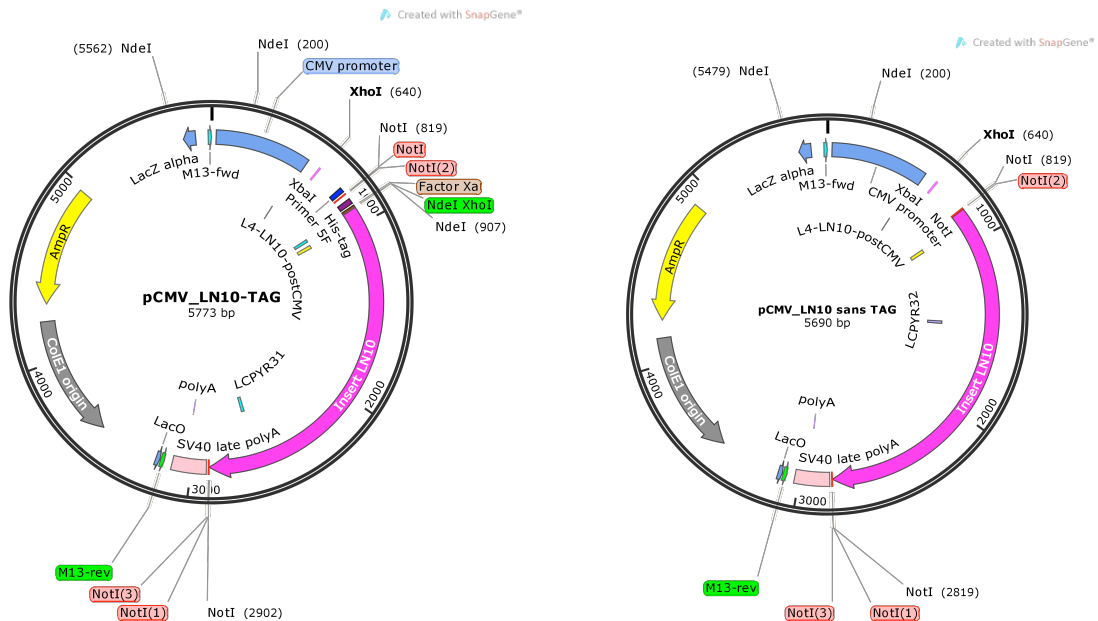 Created with SnapGene®
(5562) NdeI
NdeI (200)
CMV promoter
XhoI (640)
NotI (819)
NotI
NotI(2)
Factor Xa
NdeI XhoI
NdeI (907)
LacZ alpha
M13-fwd
XbaI
Primer 5F
His-tag
L4-LN10-postCMV
1000
5000
AmpR
pCMV_LN10-TAG
5773 bp
ColE1 origin
4000
Insert LN10
2000
LCPYR31
polyA
LacO
SV40 late polyA
3000
M13-rev
NotI(3)
NotI(1)
NotI (2902)
Created with SnapGene®
(5479) NdeI
NdeI (200)
XhoI (640)
NotI (819)
NotI(2)
LacZ alpha
M13-fwd
XbaI
CMV promoter
NotI
L4-LN10-postCMV
1000
5000
AmpR
pCMV_LN10 sans TAG
5690 bp
LCPYR32
ColE1 origin
4000
Insert LN10
2000
polyA
LacO
SV40 late polyA
3000
M13-rev
NotI(3)
NotI(1)
NotI (2819)